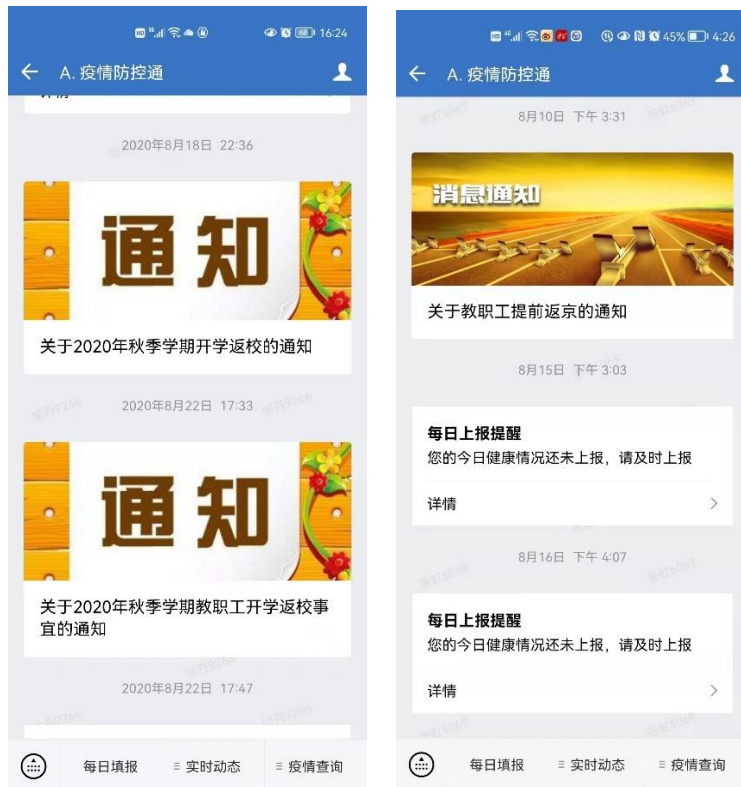 16:24
A. 疫情防控通
2020年8月18日 22:36
通知
关于2020年秋季学期开学返校的通知
2020年8月22日 17:33
通知
关于2020年秋季学期教职工开学返校事
宜的通知
2020年8月22日 17:47
每日填报
实时动态
疫情查询
45% 4:26
A. 疫情防控通
8月10日 下午 3:31
消息通知
关于教职工提前返京的通知
8月15日 下午 3:03
每日上报提醒
您的今日健康情况还未上报，请及时上报
详情
8月16日 下午 4:07
每日上报提醒
您的今日健康情况还未上报，请及时上报
详情
每日填报
实时动态
疫情查询